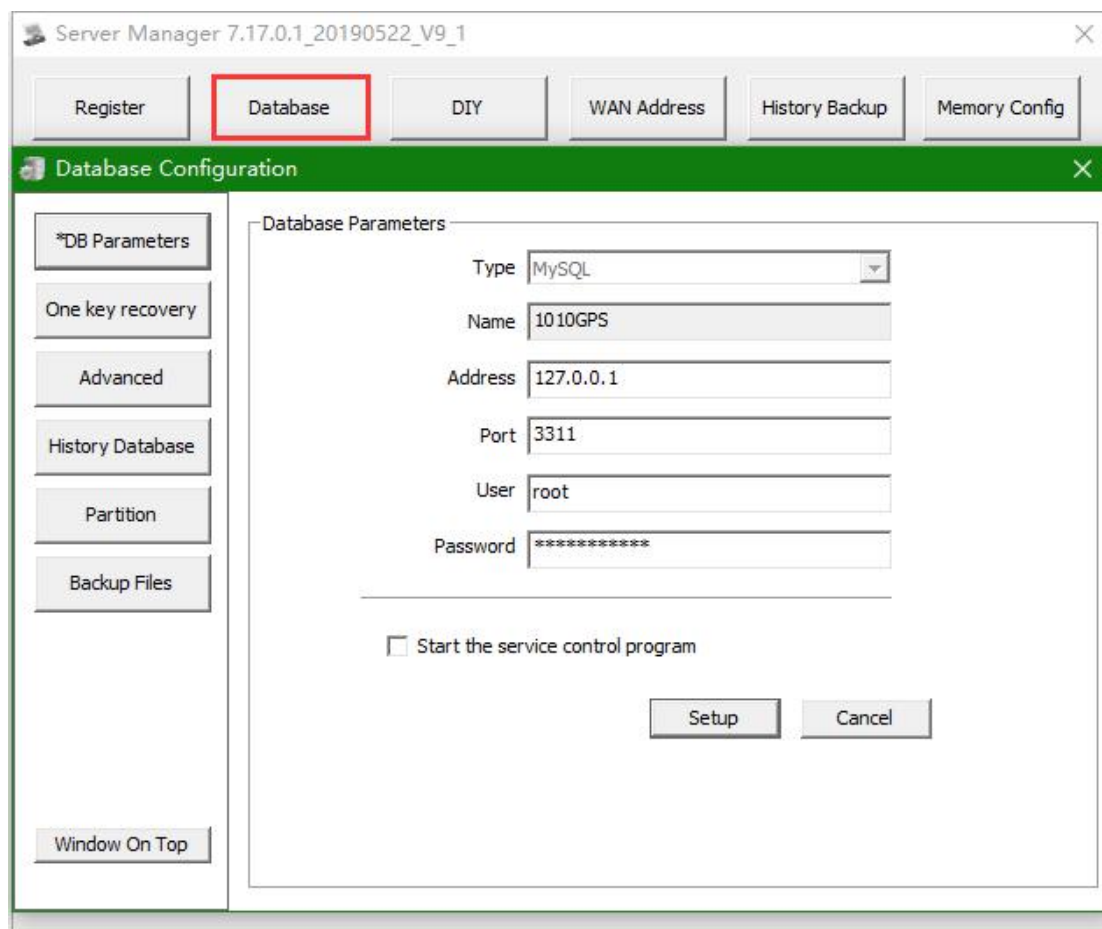 Server Manager 7.17.0.1_20190522_V9_1
Register Database DIY WAN Address History Backup Memory Config
Database Configuration
*DB Parameters
One key recovery
Advanced
History Database
Partition
Backup Files
Window On Top
Database Parameters
Type MySQL
Name 1010GPS
Address 127.0.0.1
Port 3311
User root
Password ***********
Start the service control program
Setup Cancel